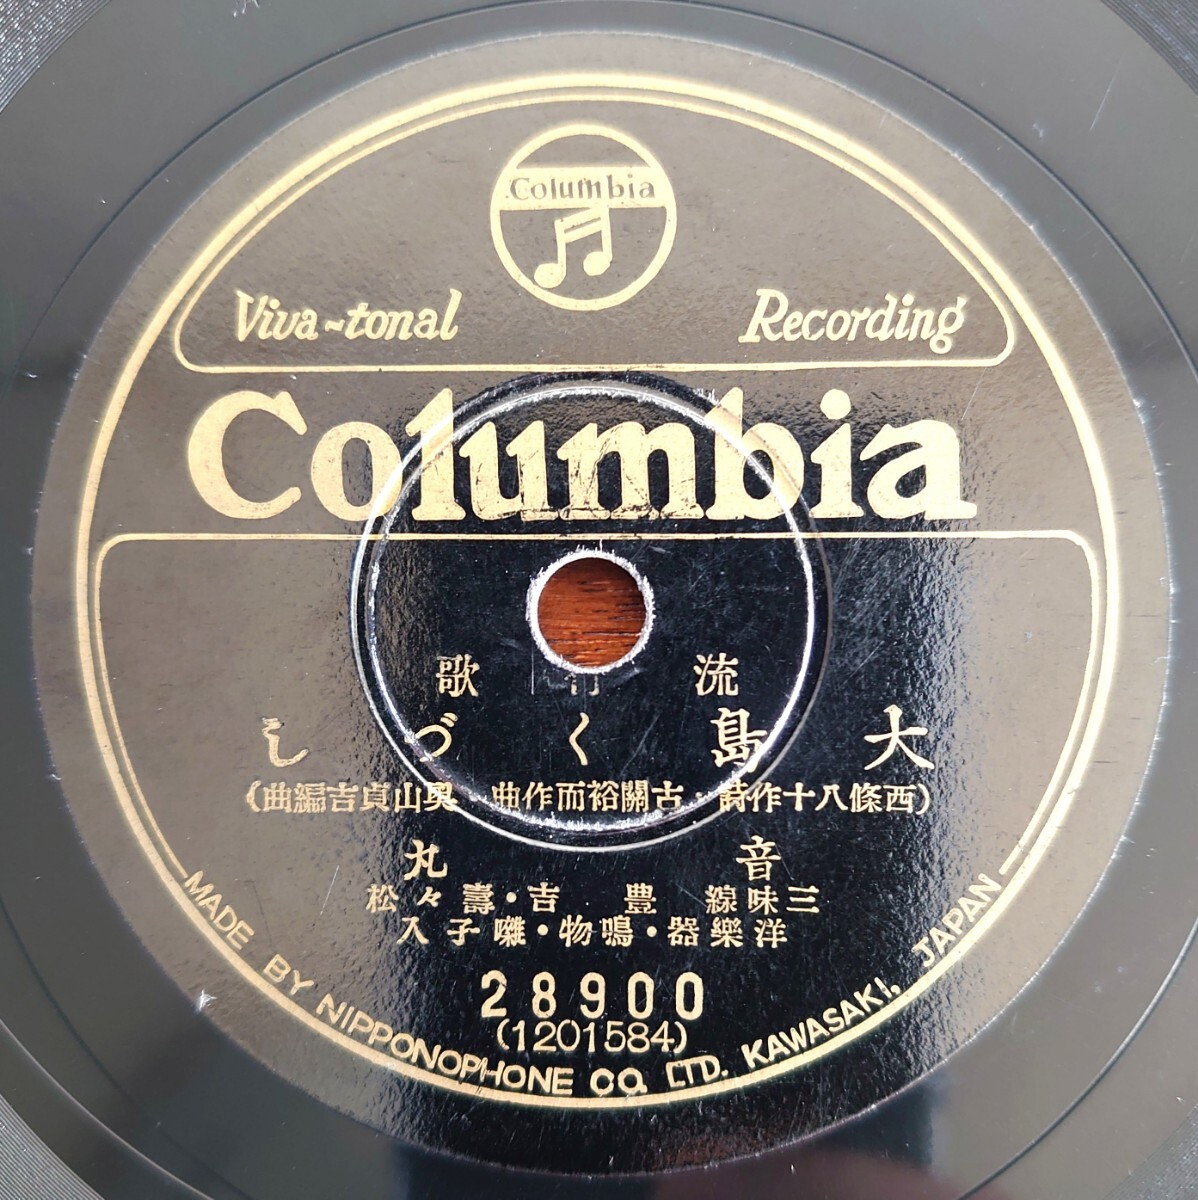 Columbia
Viva-tonal Recording
Columbia
流行歌
大島くづし
(西條八十作詩・古關裕而作曲・奥山貞吉編曲)
音丸
三味線 豊吉・壽々松
洋樂器・鳴物・囃子入
28900
(1201584)
MADE BY NIPPONOPHONE CO. LTD. KAWASAKI, JAPAN